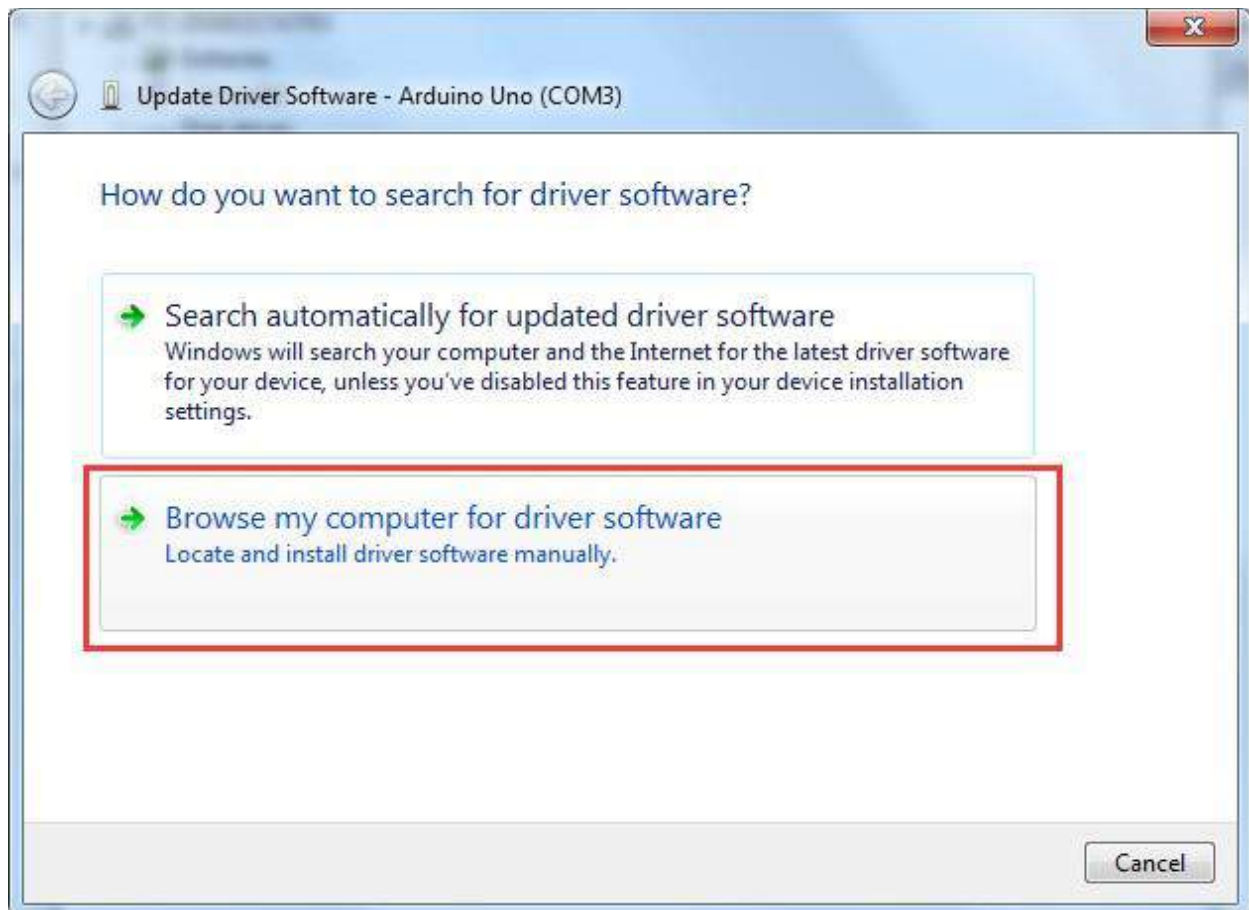 Update Driver Software - Arduino Uno (COM3)
How do you want to search for driver software?
Search automatically for updated driver software
Windows will search your computer and the Internet for the latest driver software
for your device, unless you've disabled this feature in your device installation
settings.
Browse my computer for driver software
Locate and install driver software manually.
Cancel